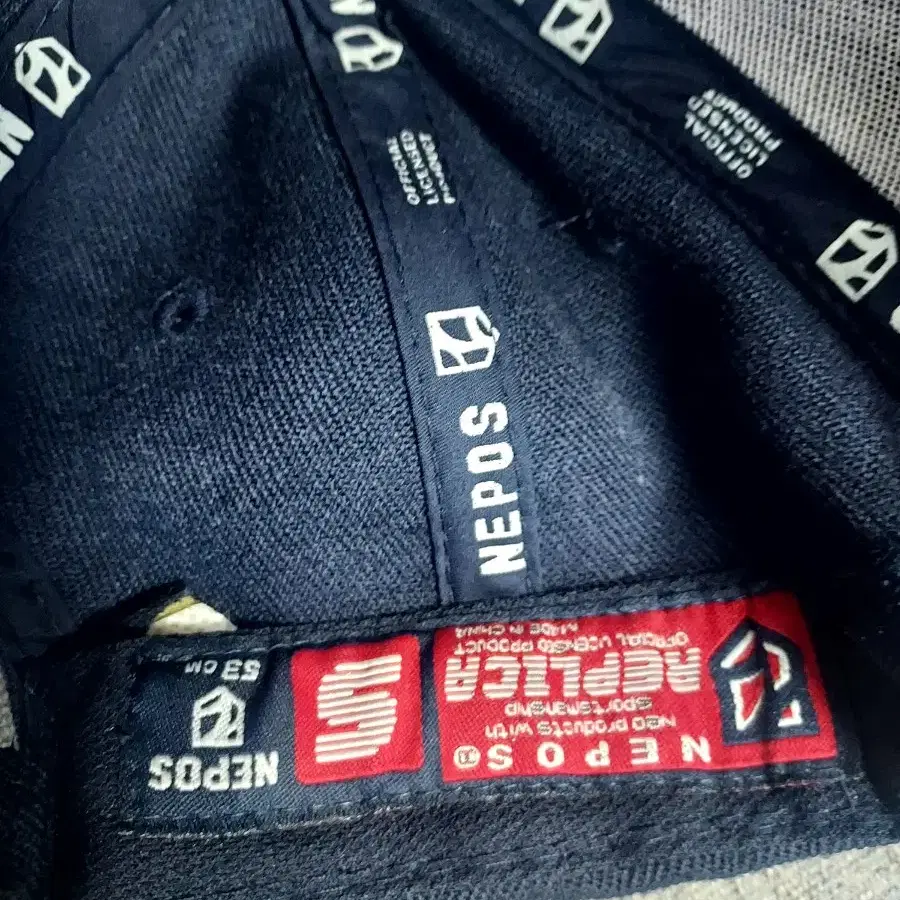 N
NEPOS
OFFICIAL
LICENSED
PRODUCT
OFFICIAL
LICENSED
PRODUCT
NEPOS
NEPOS
53 CM
S
NEPOS
Neo products with
sportsmanship
REPLICA
OFFICIAL LICENSED PRODUCT
MADE IN CHINA